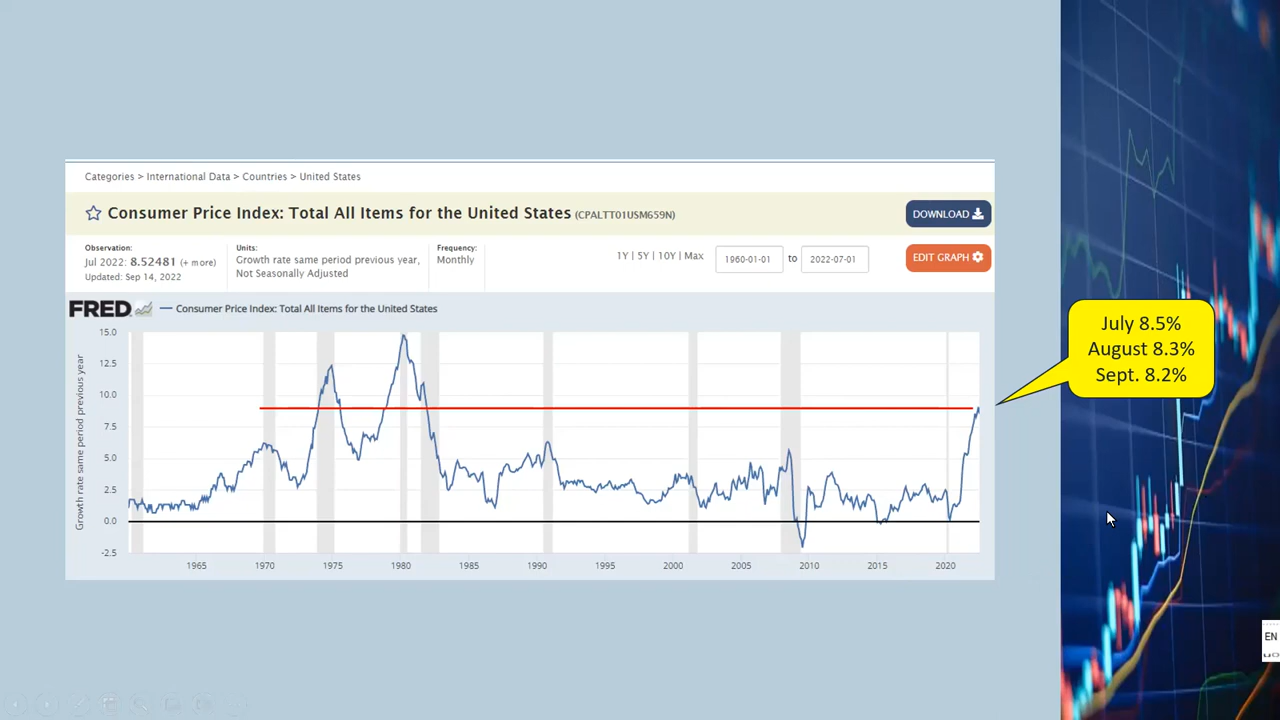 Categories > International Data > Countries > United States
Consumer Price Index: Total All Items for the United States (CPALTT01USM659N)
DOWNLOAD
Observation:
Jul 2022: 8.52481 (+ more)
Updated: Sep 14, 2022
Units:
Growth rate same period previous year,
Not Seasonally Adjusted
Frequency:
Monthly
1Y | 5Y | 10Y | Max
1960-01-01 to 2022-07-01
EDIT GRAPH
FRED
Consumer Price Index: Total All Items for the United States
Growth rate same period previous year
15.0
12.5
10.0
7.5
5.0
2.5
0.0
-2.5
1965 1970 1975 1980 1985 1990 1995 2000 2005 2010 2015 2020
July 8.5%
August 8.3%
Sept. 8.2%
EN